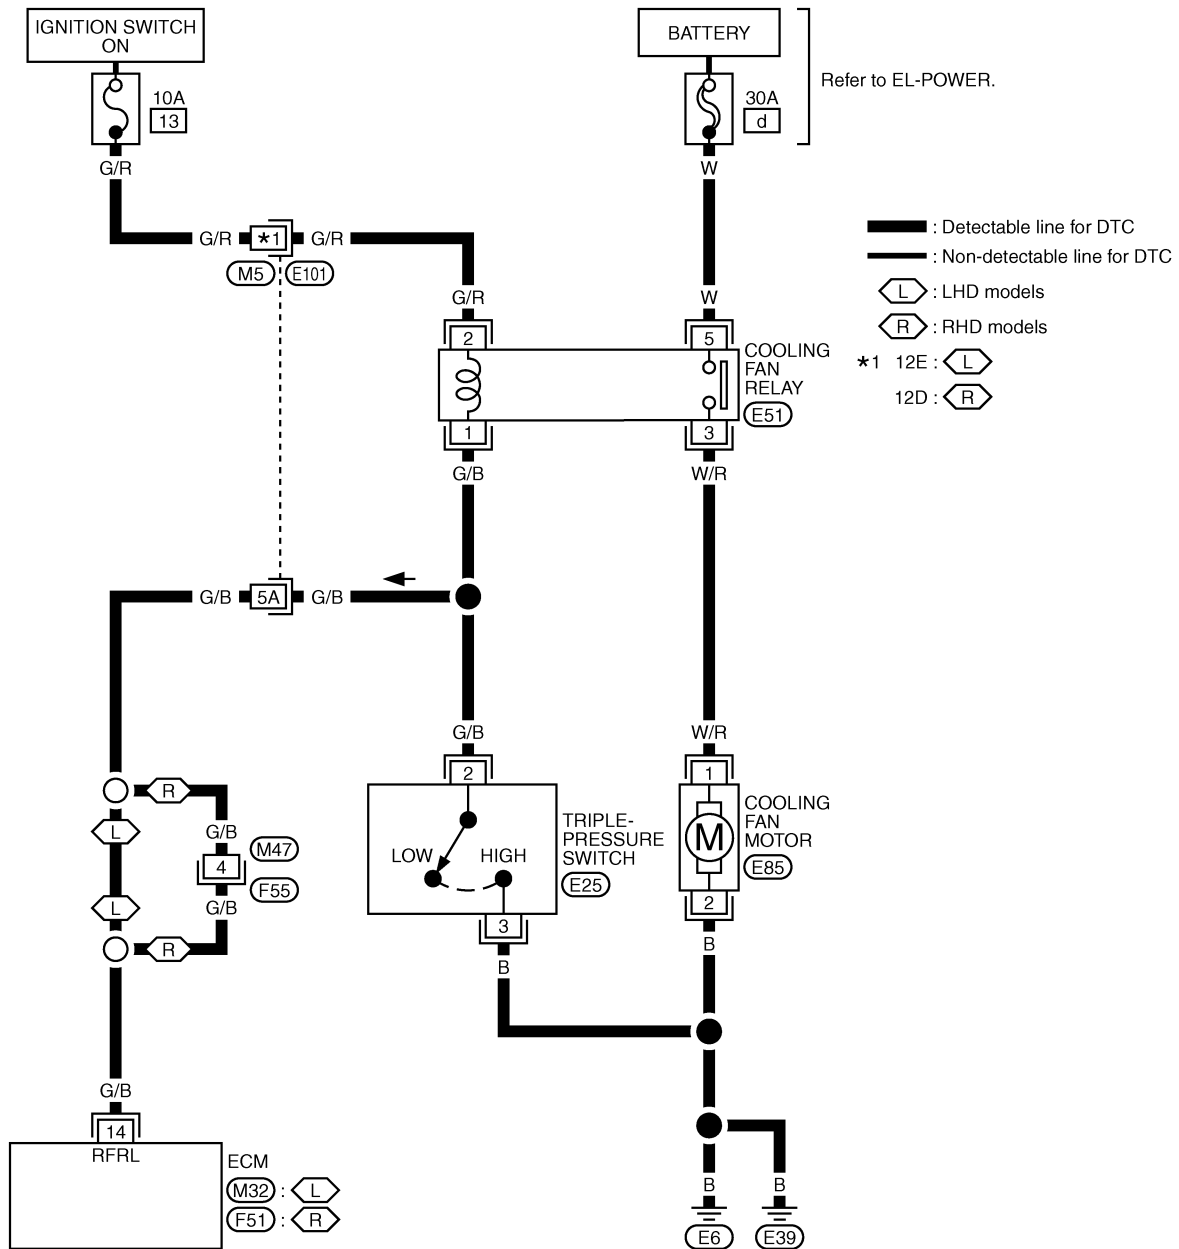 IGNITION SWITCH
ON
BATTERY
Refer to EL-POWER.
10A
13
30A
d
G/R
W
G/R
*1
G/R
M5
E101
: Detectable line for DTC
: Non-detectable line for DTC
L : LHD models
R : RHD models
*1 12E : L
12D : R
G/R
W
2
5
COOLING
FAN
RELAY
E51
1
3
G/B
W/R
G/B
5A
G/B
G/B
W/R
2
1
R
L
G/B
M47
4
F55
L
G/B
R
LOW
HIGH
TRIPLE-
PRESSURE
SWITCH
E25
COOLING
FAN
MOTOR
M
E85
3
2
B
B
G/B
14
RFRL
ECM
M32 : L
F51 : R
B
B
E6
E39